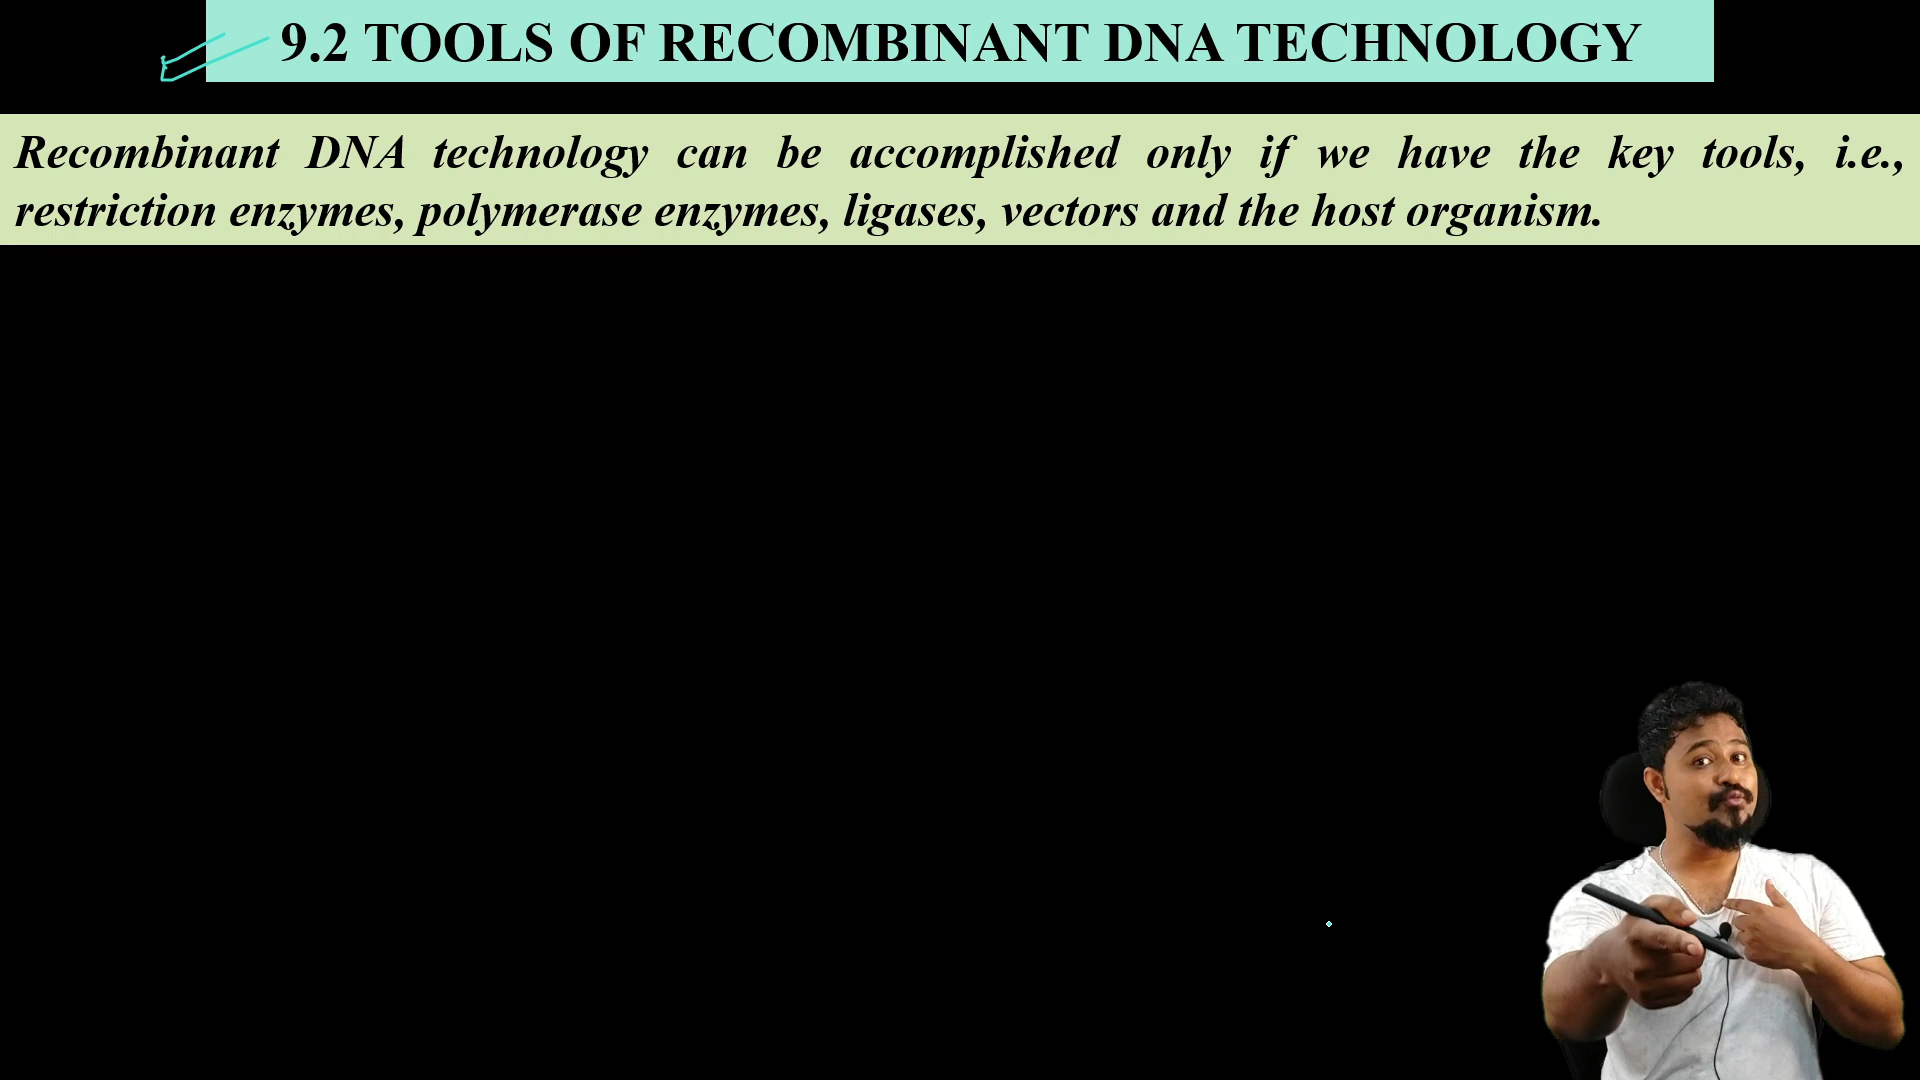 9.2 TOOLS OF RECOMBINANT DNA TECHNOLOGY
Recombinant DNA technology can be accomplished only if we have the key tools, i.e.,
restriction enzymes, polymerase enzymes, ligases, vectors and the host organism.